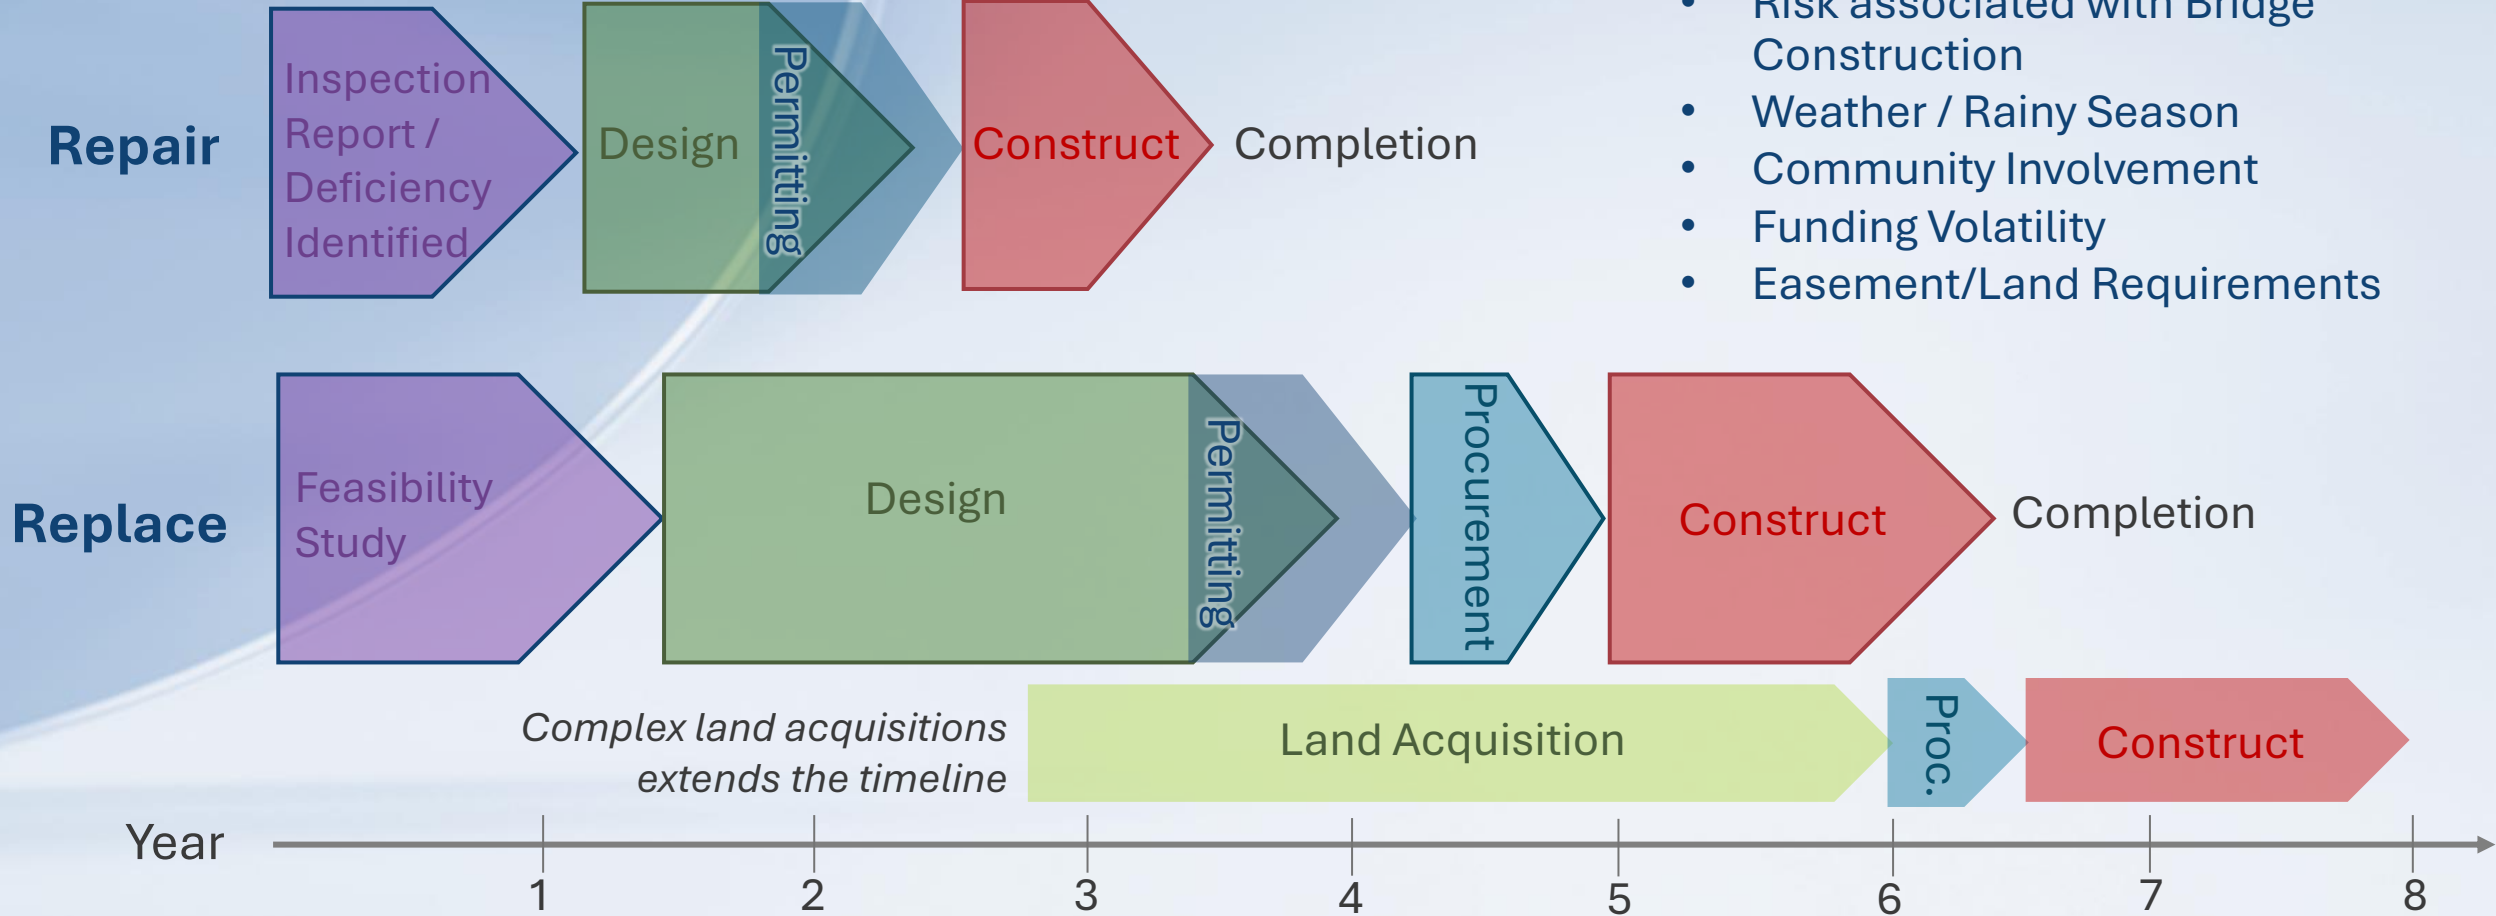 Repair
Inspection
Report /
Deficiency
Identified
Design
Permitting
Construct
Completion
• Risk associated with Bridge
Construction
• Weather / Rainy Season
• Community Involvement
• Funding Volatility
• Easement/Land Requirements
Replace
Feasibility
Study
Design
Permitting
Procurement
Construct
Completion
Complex land acquisitions
extends the timeline
Land Acquisition
Proc.
Construct
Year
1 2 3 4 5 6 7 8